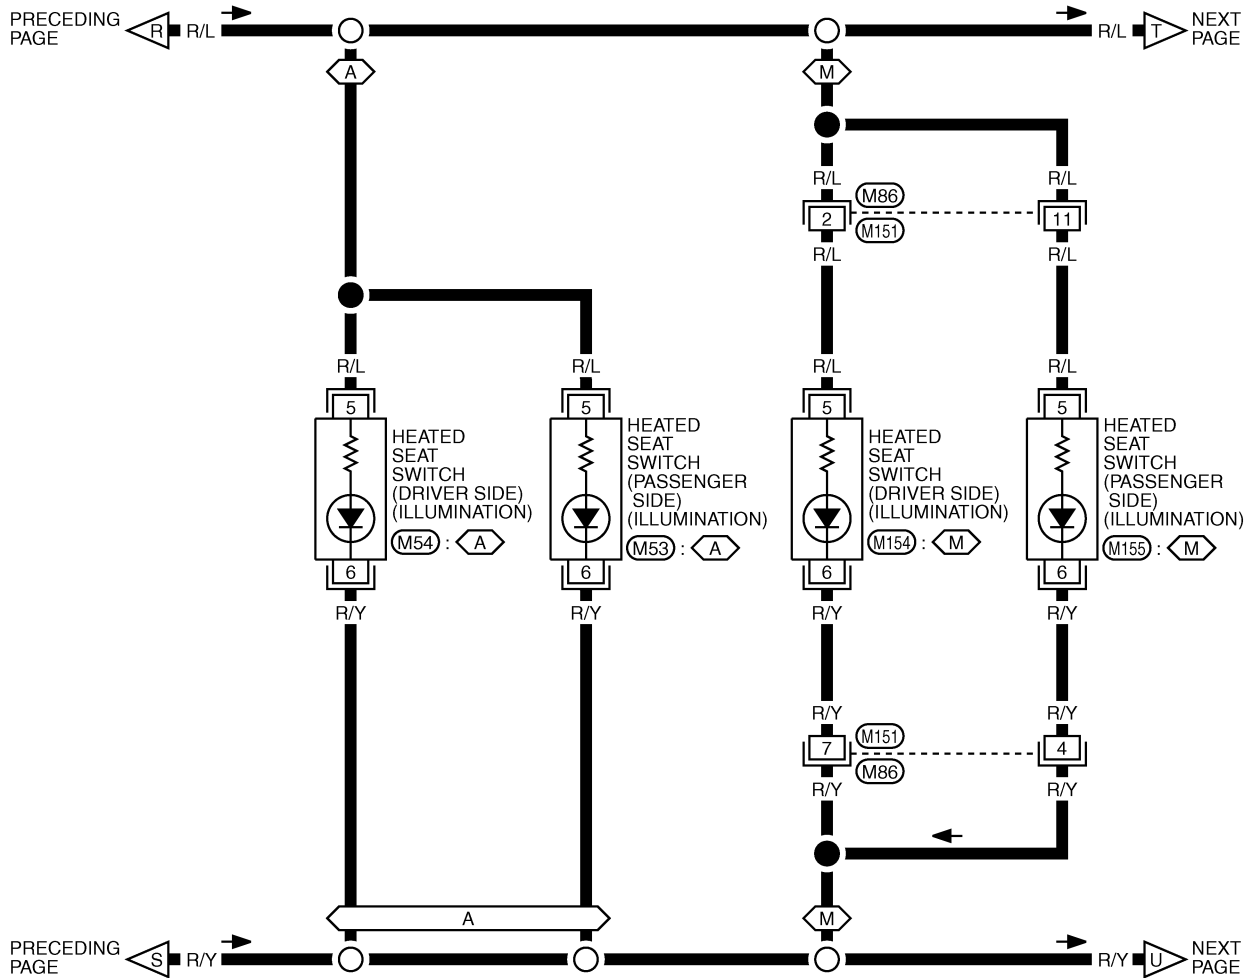 PRECEDING
PAGE
R
R/L
R/L
T
NEXT
PAGE
A
M
R/L
R/L
2
M86
M151
11
R/L
R/L
R/L
R/L
R/L
R/L
5
HEATED
SEAT
SWITCH
(DRIVER SIDE)
(ILLUMINATION)
M54 : A
6
5
HEATED
SEAT
SWITCH
(PASSENGER
SIDE)
(ILLUMINATION)
M53 : A
6
5
HEATED
SEAT
SWITCH
(DRIVER SIDE)
(ILLUMINATION)
M154 : M
6
5
HEATED
SEAT
SWITCH
(PASSENGER
SIDE)
(ILLUMINATION)
M155 : M
6
R/Y
R/Y
R/Y
R/Y
R/Y
R/Y
7
M151
M86
4
R/Y
R/Y
A
M
PRECEDING
PAGE
S
R/Y
R/Y
U
NEXT
PAGE